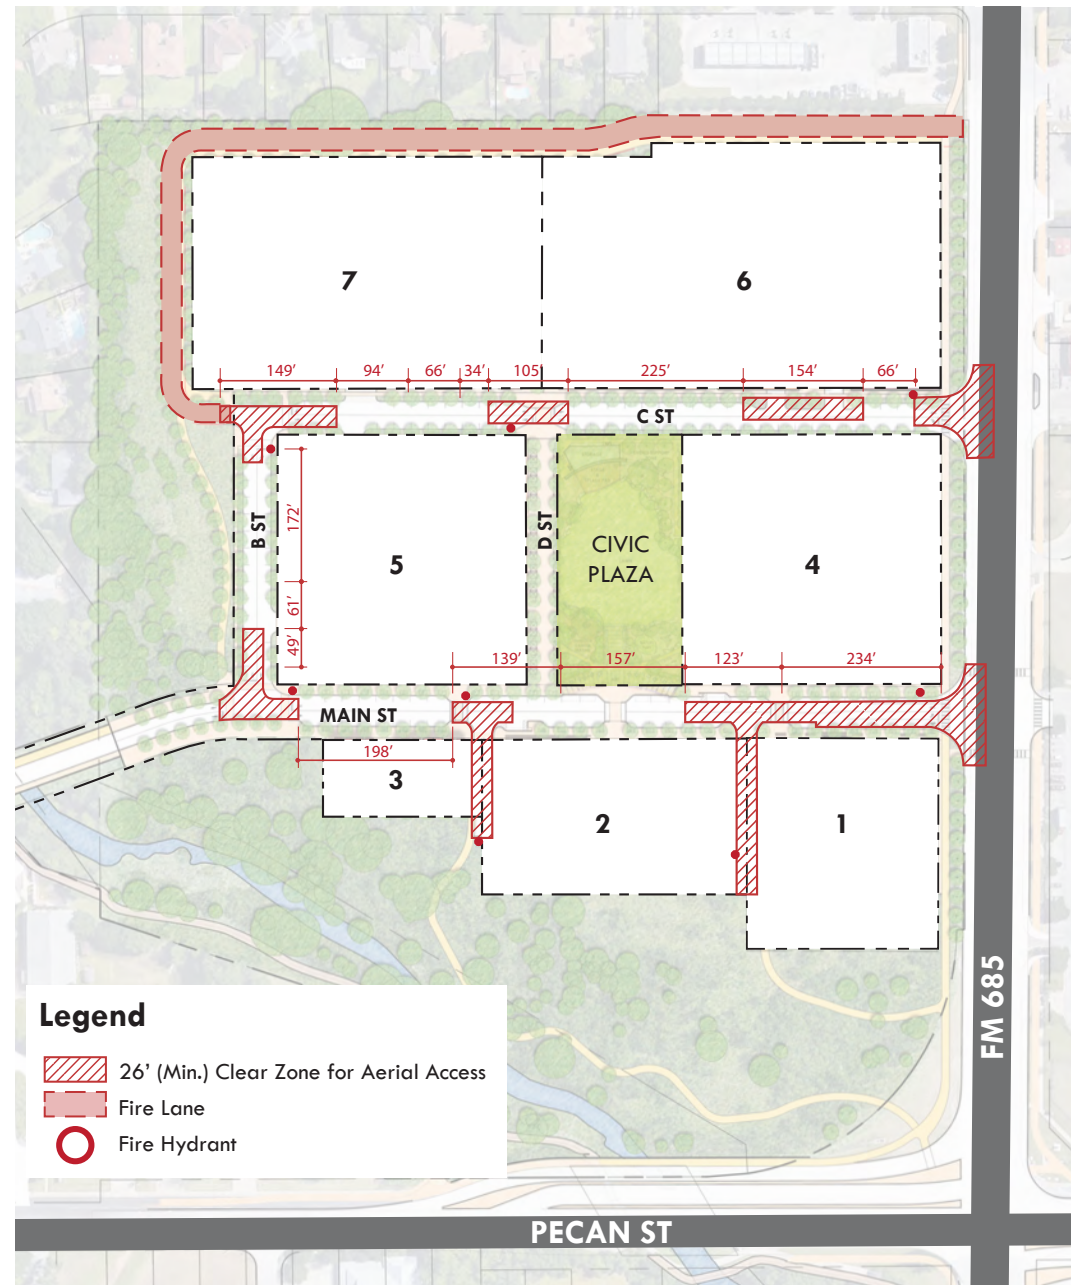 7
6
149’
94’
66’
34’
105
225’
154’
66’
C ST
B ST
172’
61’
49’
5
D ST
CIVIC
PLAZA
4
139’
157’
123’
234’
MAIN ST
198’
3
2
1
FM 685
Legend
26’ (Min.) Clear Zone for Aerial Access
Fire Lane
Fire Hydrant
PECAN ST